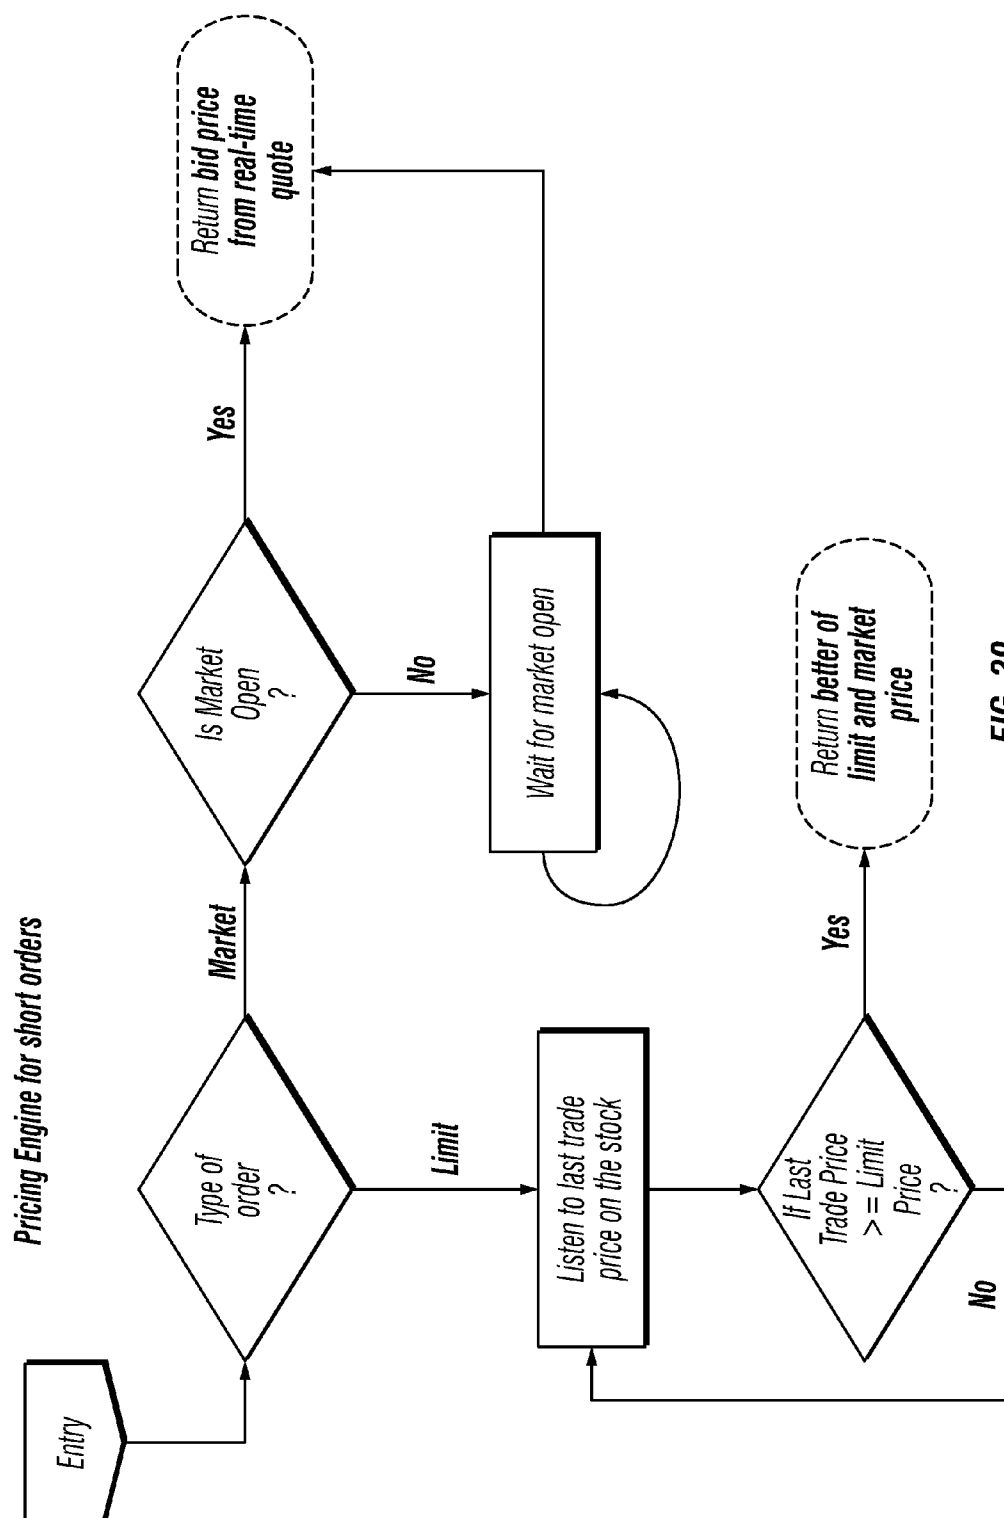 Pricing Engine for short orders
Entry
Type of
order
?
Market
Is Market
Open
?
Yes
Return bid price
from real-time
quote
Limit
No
Listen to last trade
price on the stock
Wait for market open
If Last
Trade Price
> = Limit
Price
?
Yes
Return better of
limit and market
price
No